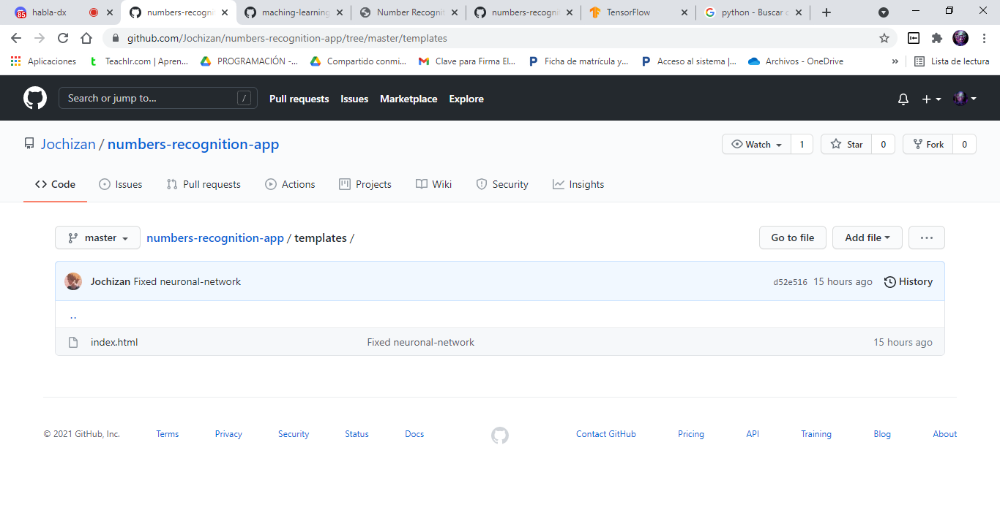 85 habla-dx numbers-recogniti maching-learning Number Recognit numbers-recogniti TensorFlow python - Buscar c
github.com/Jochizan/numbers-recognition-app/tree/master/templates
Aplicaciones Teachlr.com | Apren... PROGRAMACIÓN -... Compartido conmi... Clave para Firma El... Ficha de matrícula y... Acceso al sistema |... Archivos - OneDrive » Lista de lectura
Search or jump to... / Pull requests Issues Marketplace Explore
Jochizan / numbers-recognition-app Watch 1 Star 0 Fork 0
Code Issues Pull requests Actions Projects Wiki Security Insights
master numbers-recognition-app / templates / Go to file Add file ...
Jochizan Fixed neuronal-network d52e516 15 hours ago History
..
index.html Fixed neuronal-network 15 hours ago
© 2021 GitHub, Inc. Terms Privacy Security Status Docs Contact GitHub Pricing API Training Blog About